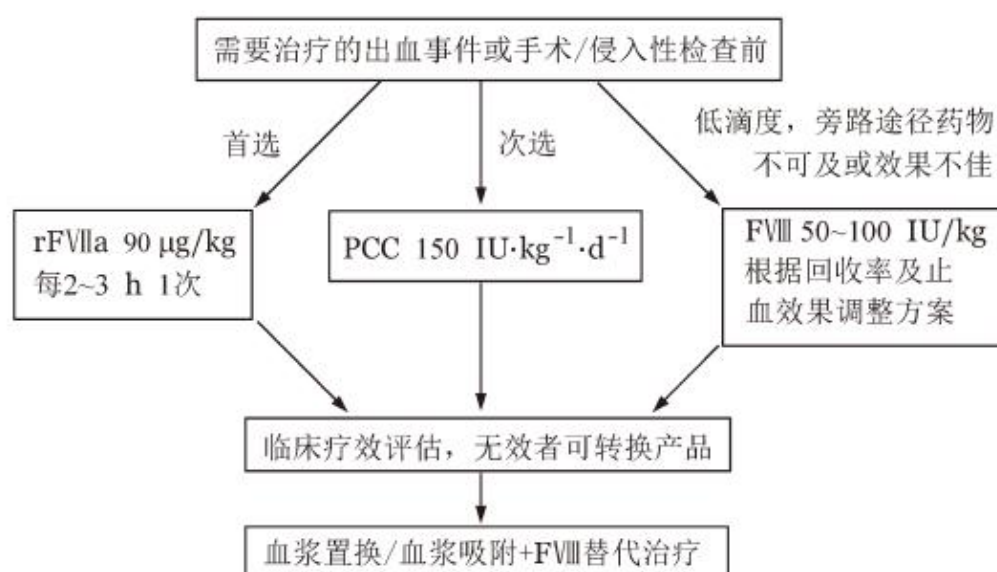 需要治疗的出血事件或手术/侵入性检查前
首选
次选
低滴度，旁路途径药物
不可及或效果不佳
rFⅦa 90 μg/kg
每2~3 h 1次
PCC 150 IU·kg⁻¹·d⁻¹
FⅧ 50~100 IU/kg
根据回收率及止
血效果调整方案
临床疗效评估，无效者可转换产品
血浆置换/血浆吸附+FⅧ替代治疗